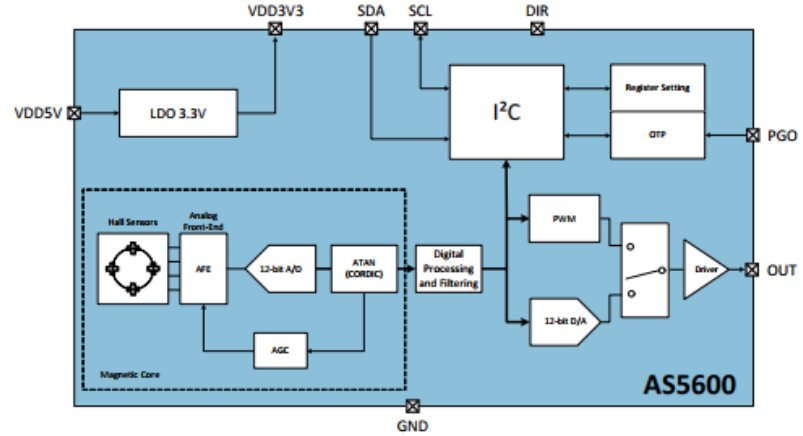 VDD3V3
SDA
SCL
DIR
VDD5V
LDO 3.3V
I²C
Register Setting
OTP
PGO
Hall Sensors
Analog
Front-End
AFE
12-bit A/D
ATAN
(CORDIC)
Digital
Processing
and Filtering
PWM
12-bit D/A
Driver
OUT
AGC
Magnetic Core
AS5600
GND